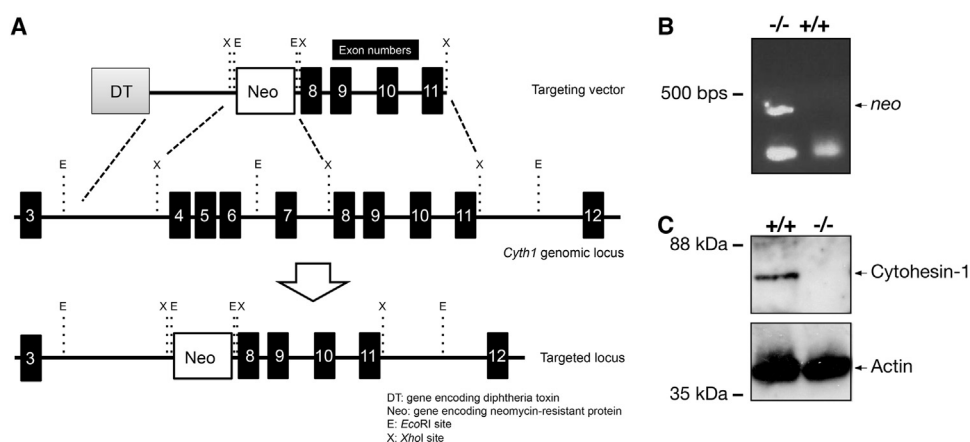 A
X E E X X
Exon numbers
DT Neo 8 9 10 11
Targeting vector
E X E X X E
3 4 5 6 7 8 9 10 11 12
Cyth1 genomic locus
E X E E X X E
3 Neo 8 9 10 11 12
Targeted locus
DT: gene encoding diphtheria toxin
Neo: gene encoding neomycin-resistant protein
E: EcoRI site
X: XhoI site
B
-/- +/+
500 bps
neo
C
+/+ -/-
88 kDa
Cytohesin-1
Actin
35 kDa